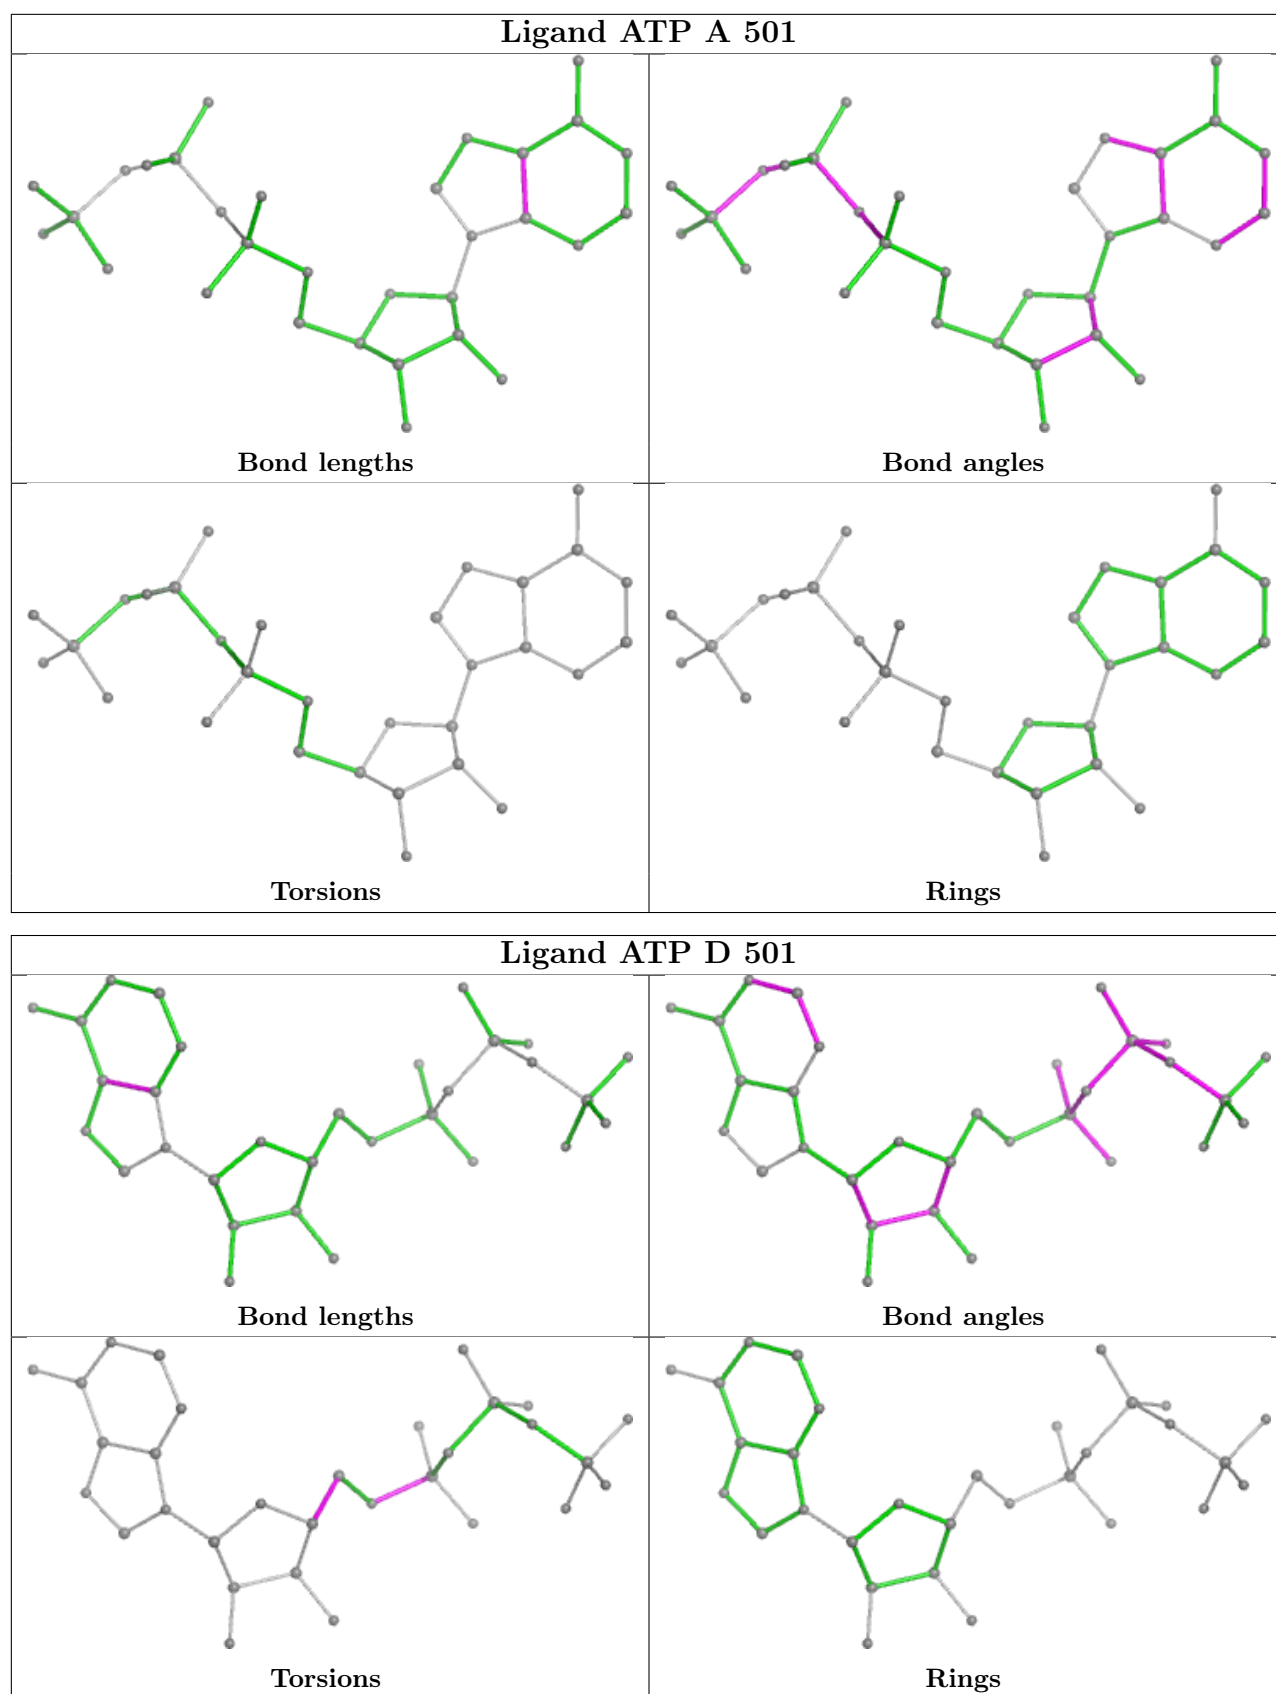 Ligand ATP A 501
Bond lengths
Bond angles
Torsions
Rings
Ligand ATP D 501
Bond lengths
Bond angles
Torsions
Rings